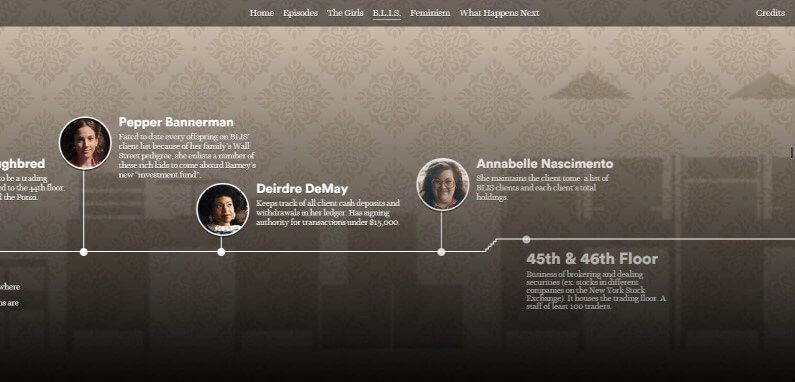 Home Episodes The Girls B.L.I.S. Feminism What Happens Next Credits
Pepper Bannerman
Fated to date every offspring on BLIS'
client list because of her family's Wall
Street pedigree, she enlists a number of
these rich kids to come aboard Barney's
new "investment fund".
ughbred
to be a trading
ed to the 44th floor
d the Ponzi.
Deirdre DeMay
Keeps track of all client cash deposits and
withdrawals in her ledger. Has signing
authority for transactions under $15,000.
Annabelle Nascimento
She maintains the client tome: a list of
BLIS clients and each client's total
holdings.
where
ns are
45th & 46th Floor
Business of brokering and dealing
securities (ex. stocks in different
companies on the New York Stock
Exchange). It houses the trading floor. A
staff of least 100 traders.